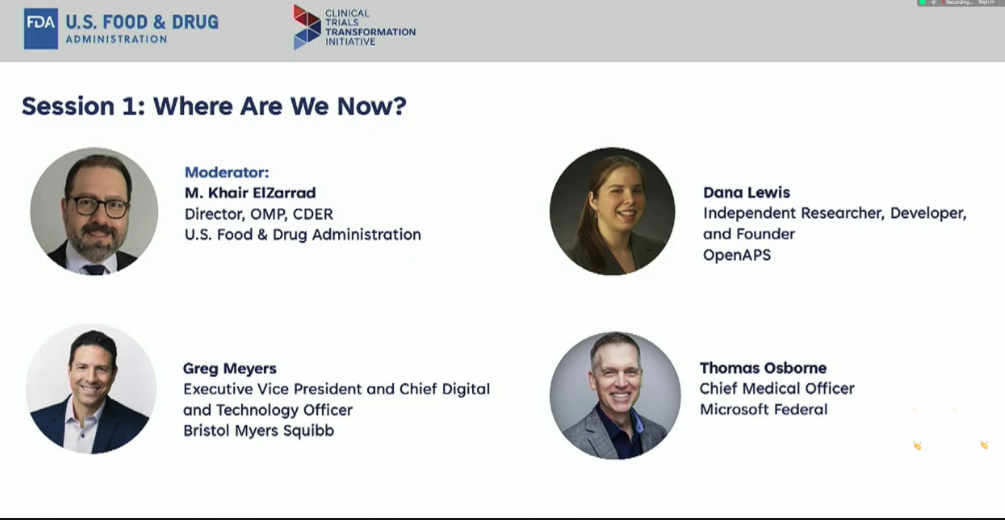 Recording...
Sign in
FDA
U.S. FOOD & DRUG
ADMINISTRATION
CLINICAL
TRIALS
TRANSFORMATION
INITIATIVE
Session 1: Where Are We Now?
Moderator:
M. Khair ElZarrad
Director, OMP, CDER
U.S. Food & Drug Administration
Dana Lewis
Independent Researcher, Developer,
and Founder
OpenAPS
Greg Meyers
Executive Vice President and Chief Digital
and Technology Officer
Bristol Myers Squibb
Thomas Osborne
Chief Medical Officer
Microsoft Federal